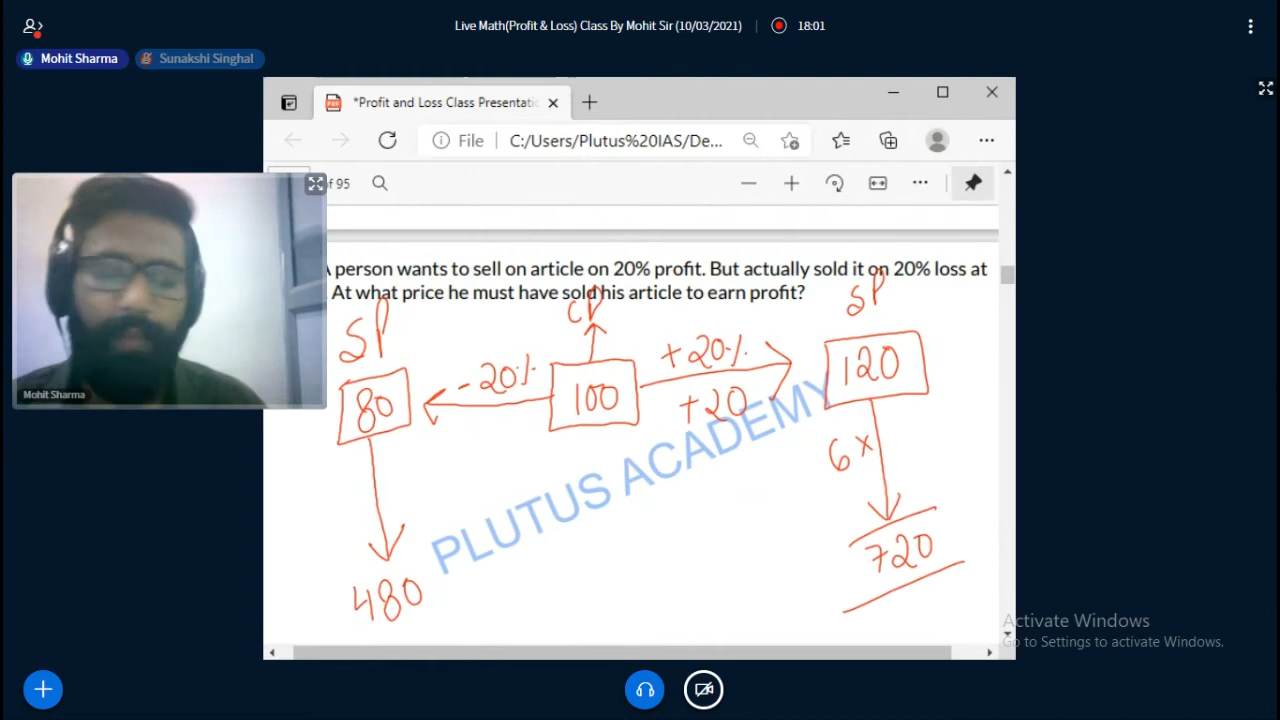 Live Math(Profit & Loss) Class By Mohit Sir (10/03/2021) 18:01
Mohit Sharma Sunakshi Singhal
*Profit and Loss Class Presentatic
File C:/Users/Plutus%20IAS/De...
of 95
A person wants to sell on article on 20% profit. But actually sold it on 20% loss at
At what price he must have sold his article to earn profit?
SP CP SP
-20% +20%
80 100 +20 120
6x
480 720
PLUTUS ACADEMY
Mohit Sharma
Activate Windows
Go to Settings to activate Windows.